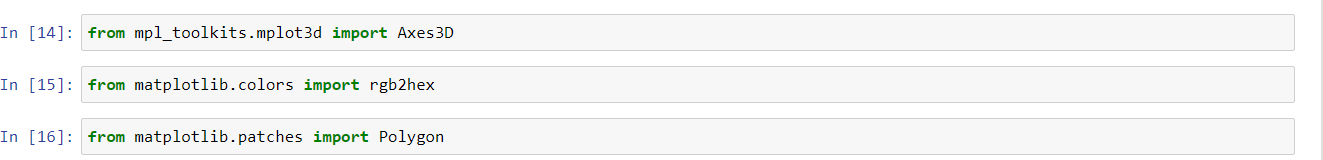 In [14]: from mpl_toolkits.mplot3d import Axes3D
In [15]: from matplotlib.colors import rgb2hex
In [16]: from matplotlib.patches import Polygon